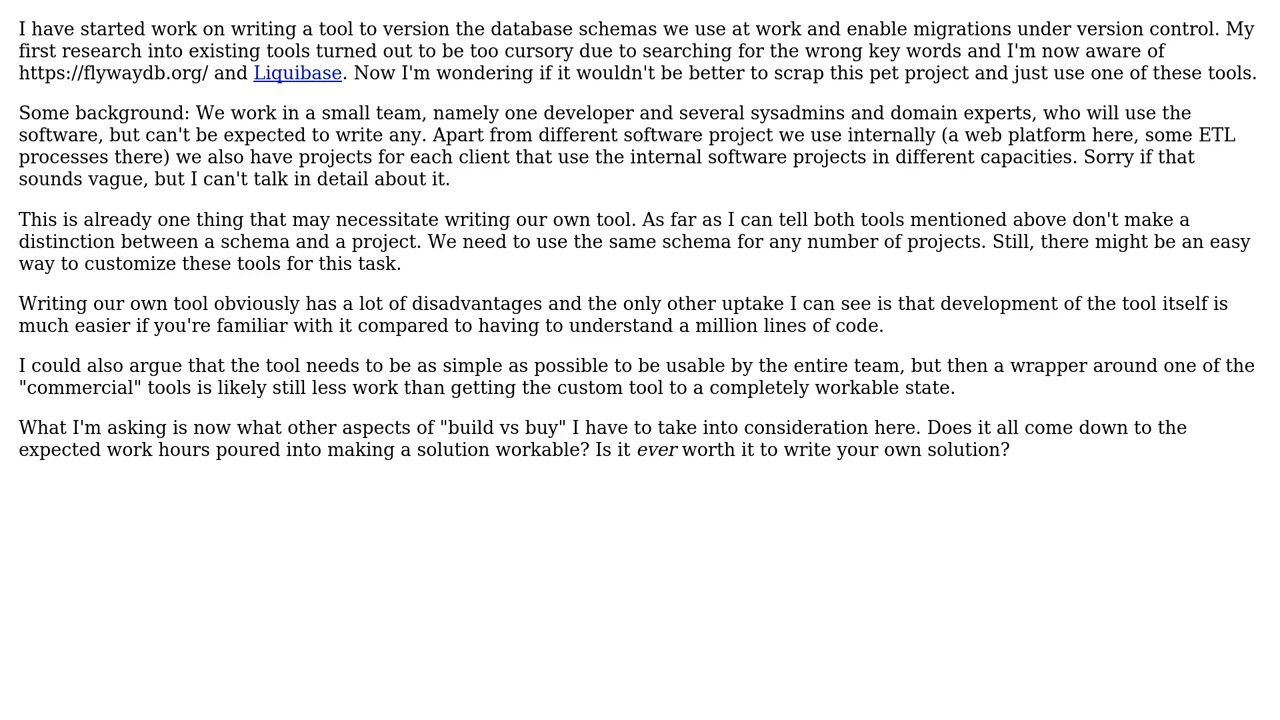 I have started work on writing a tool to version the database schemas we use at work and enable migrations under version control. My
first research into existing tools turned out to be too cursory due to searching for the wrong key words and I'm now aware of
https://flywaydb.org/ and Liquibase. Now I'm wondering if it wouldn't be better to scrap this pet project and just use one of these tools.
Some background: We work in a small team, namely one developer and several sysadmins and domain experts, who will use the
software, but can't be expected to write any. Apart from different software project we use internally (a web platform here, some ETL
processes there) we also have projects for each client that use the internal software projects in different capacities. Sorry if that
sounds vague, but I can't talk in detail about it.
This is already one thing that may necessitate writing our own tool. As far as I can tell both tools mentioned above don't make a
distinction between a schema and a project. We need to use the same schema for any number of projects. Still, there might be an easy
way to customize these tools for this task.
Writing our own tool obviously has a lot of disadvantages and the only other uptake I can see is that development of the tool itself is
much easier if you're familiar with it compared to having to understand a million lines of code.
I could also argue that the tool needs to be as simple as possible to be usable by the entire team, but then a wrapper around one of the
"commercial" tools is likely still less work than getting the custom tool to a completely workable state.
What I'm asking is now what other aspects of "build vs buy" I have to take into consideration here. Does it all come down to the
expected work hours poured into making a solution workable? Is it ever worth it to write your own solution?